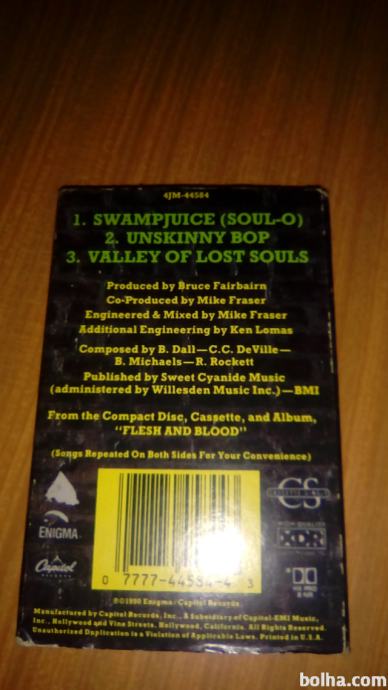 4JM-44584
1. SWAMPJUICE (SOUL-O)
2. UNSKINNY BOP
3. VALLEY OF LOST SOULS
Produced by Bruce Fairbairn
Co-Produced by Mike Fraser
Engineered & Mixed by Mike Fraser
Additional Engineering by Ken Lomas
Composed by B. Dall—C.C. DeVille—
B. Michaels—R. Rockett
Published by Sweet Cyanide Music
(administered by Willesden Music Inc.)—BMI
From the Compact Disc, Cassette, and Album,
"FLESH AND BLOOD"
(Songs Repeated On Both Sides For Your Convenience)
CS
ENIGMA
XDR
Capitol
0 7777-44584-4 3
℗©1990 Enigma/Capitol Records
Manufactured by Capitol Records, Inc., A Subsidiary of Capitol-EMI Music,
Inc., Hollywood and Vine Streets, Hollywood, California. All Rights Reserved.
Unauthorized Duplication is a Violation of Applicable Laws. Printed in U.S.A.
bolha.com